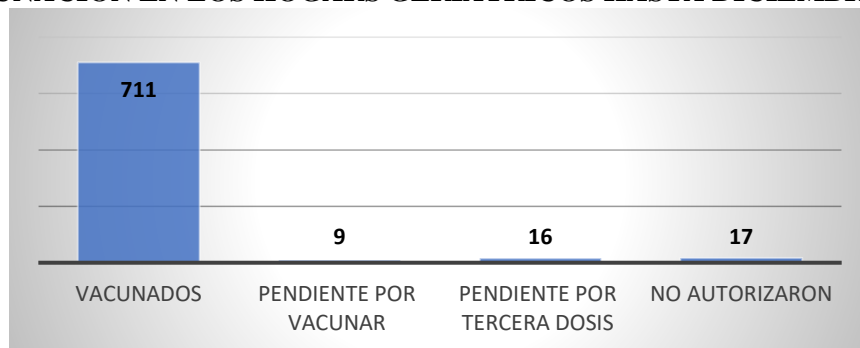 711
9
16
17
VACUNADOS
PENDIENTE POR
VACUNAR
PENDIENTE POR
TERCERA DOSIS
NO AUTORIZARON